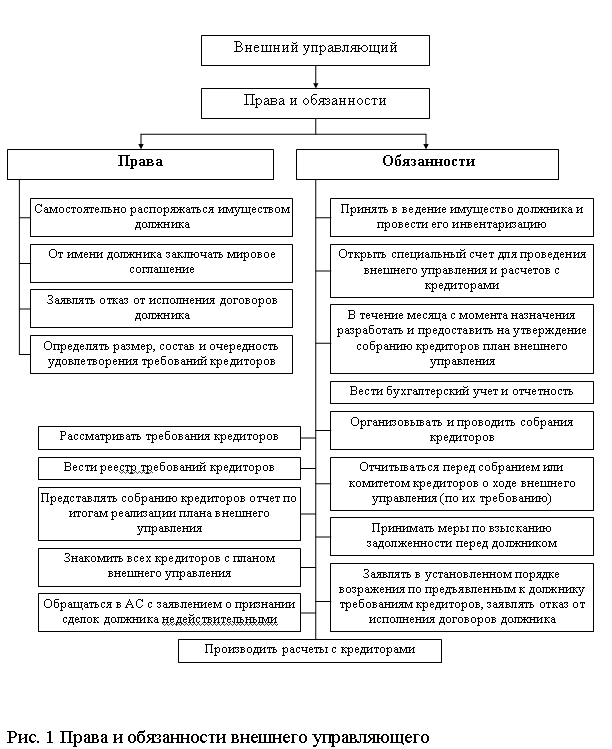 Внешний управляющий
Права и обязанности
Права
Самостоятельно распоряжаться имуществом
должника
От имени должника заключать мировое
соглашение
Заявлять отказ от исполнения договоров
должника
Определять размер, состав и очередность
удовлетворения требований кредиторов
Обязанности
Принять в ведение имущество должника и
провести его инвентаризацию
Открыть специальный счет для проведения
внешнего управления и расчетов с
кредиторами
В течение месяца с момента назначения
разработать и предоставить на утверждение
собранию кредиторов план внешнего
управления
Вести бухгалтерский учет и отчетность
Организовывать и проводить собрания
кредиторов
Отчитываться перед собранием или
комитетом кредиторов о ходе внешнего
управления (по их требованию)
Принимать меры по взысканию
задолженности перед должником
Заявлять в установленном порядке
возражения по предъявленным к должнику
требованиям кредиторов, заявлять отказ от
исполнения договоров должника
Рассматривать требования кредиторов
Вести реестр требований кредиторов
Представлять собранию кредиторов отчет по
итогам реализации плана внешнего
управления
Знакомить всех кредиторов с планом
внешнего управления
Обращаться в АС с заявлением о признании
сделок должника недействительными
Производить расчеты с кредиторами
Рис. 1 Права и обязанности внешнего управляющего